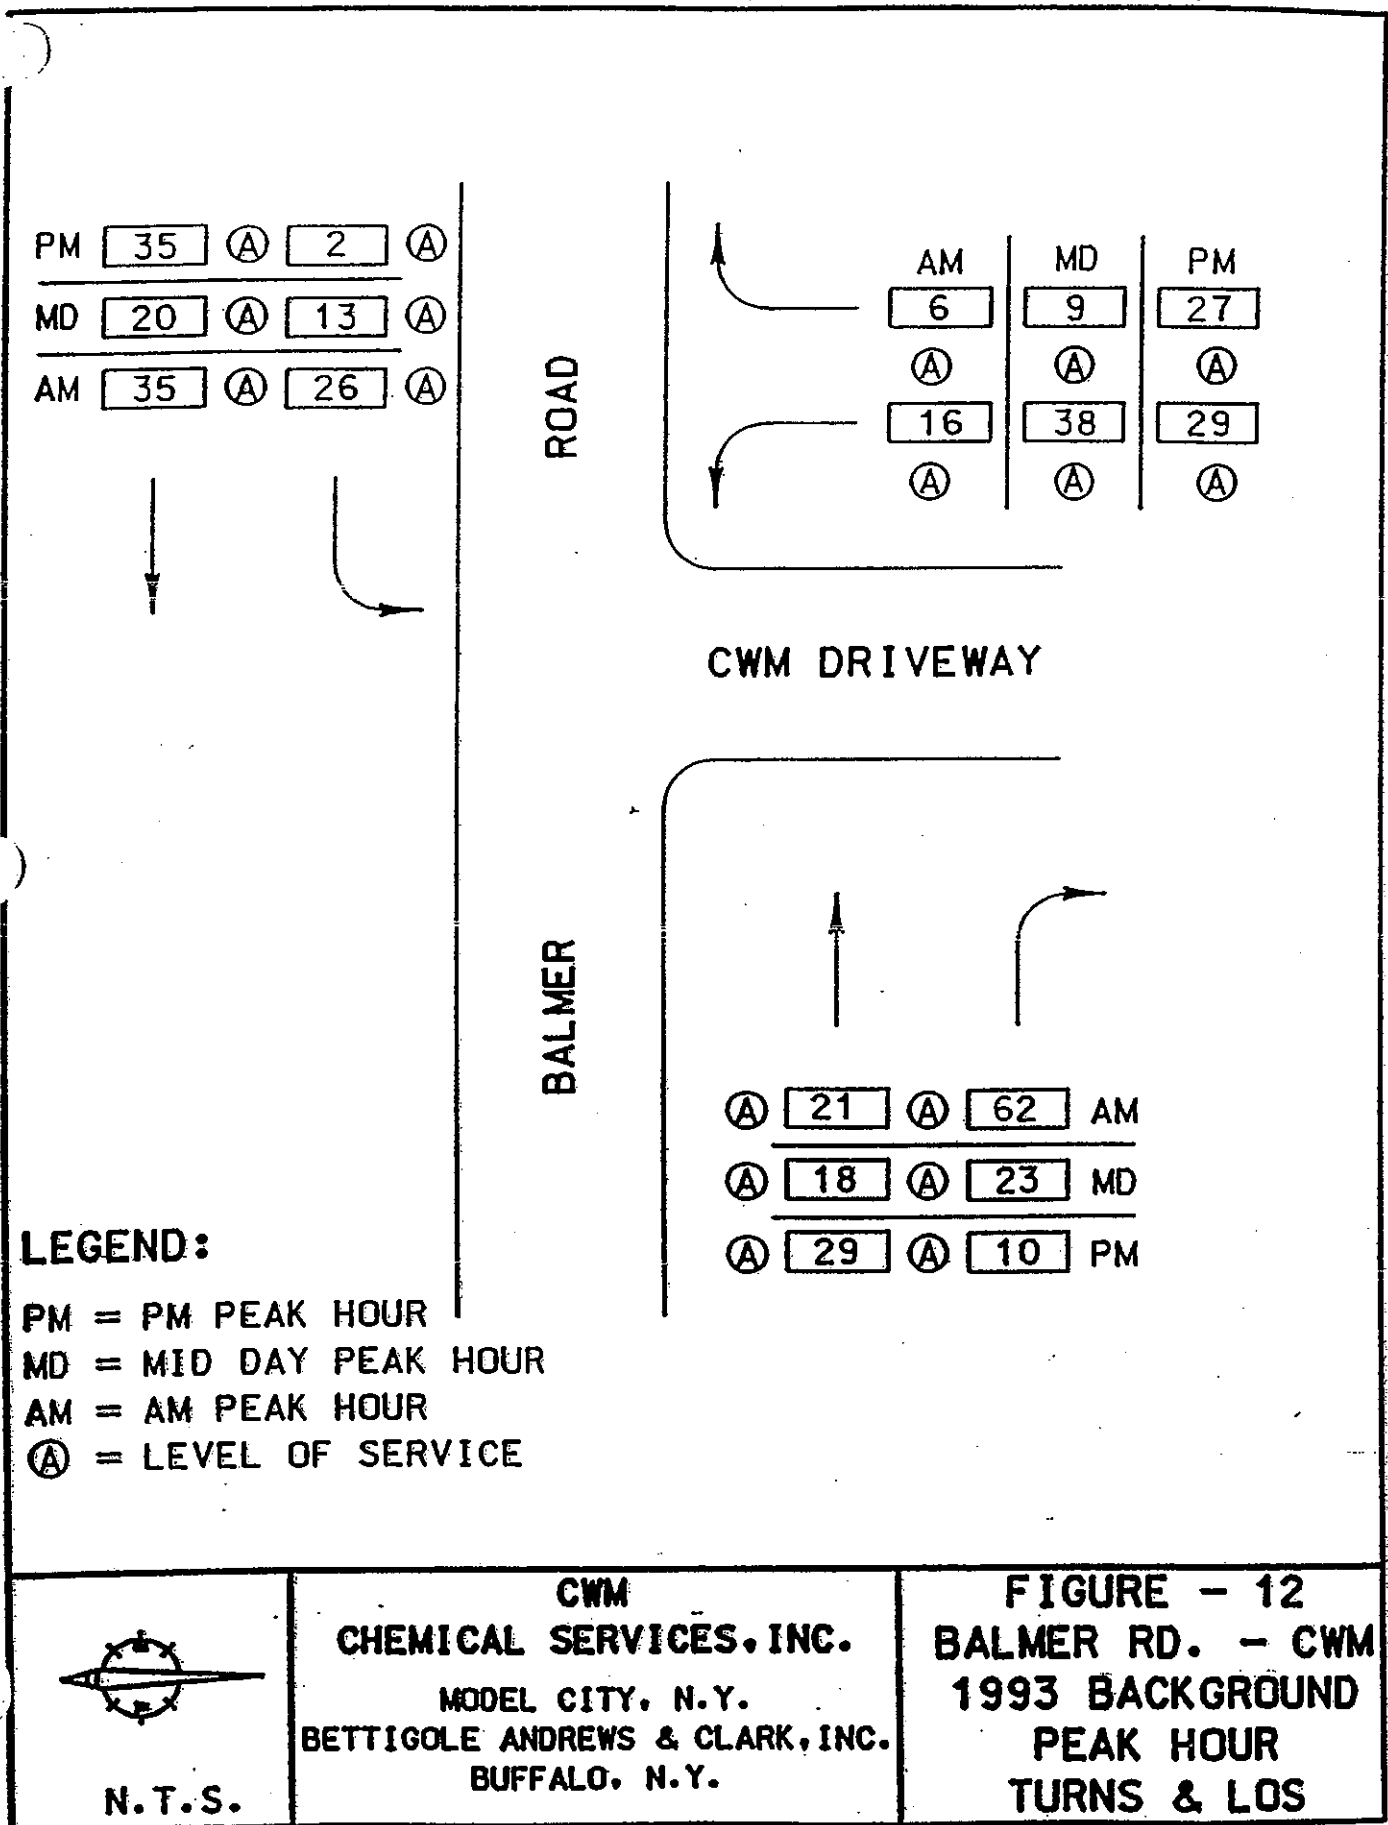 PM 35 A 2 A
MD 20 A 13 A
AM 35 A 26 A
AM MD PM
6 9 27
A A A
16 38 29
A A A
ROAD
CWM DRIVEWAY
BALMER
A 21 A 62 AM
A 18 A 23 MD
A 29 A 10 PM
LEGEND:
PM = PM PEAK HOUR
MD = MID DAY PEAK HOUR
AM = AM PEAK HOUR
A = LEVEL OF SERVICE
N.T.S.
CWM
CHEMICAL SERVICES, INC.
MODEL CITY, N.Y.
BETTIGOLE ANDREWS & CLARK, INC.
BUFFALO, N.Y.
FIGURE - 12
BALMER RD. - CWM
1993 BACKGROUND
PEAK HOUR
TURNS & LOS